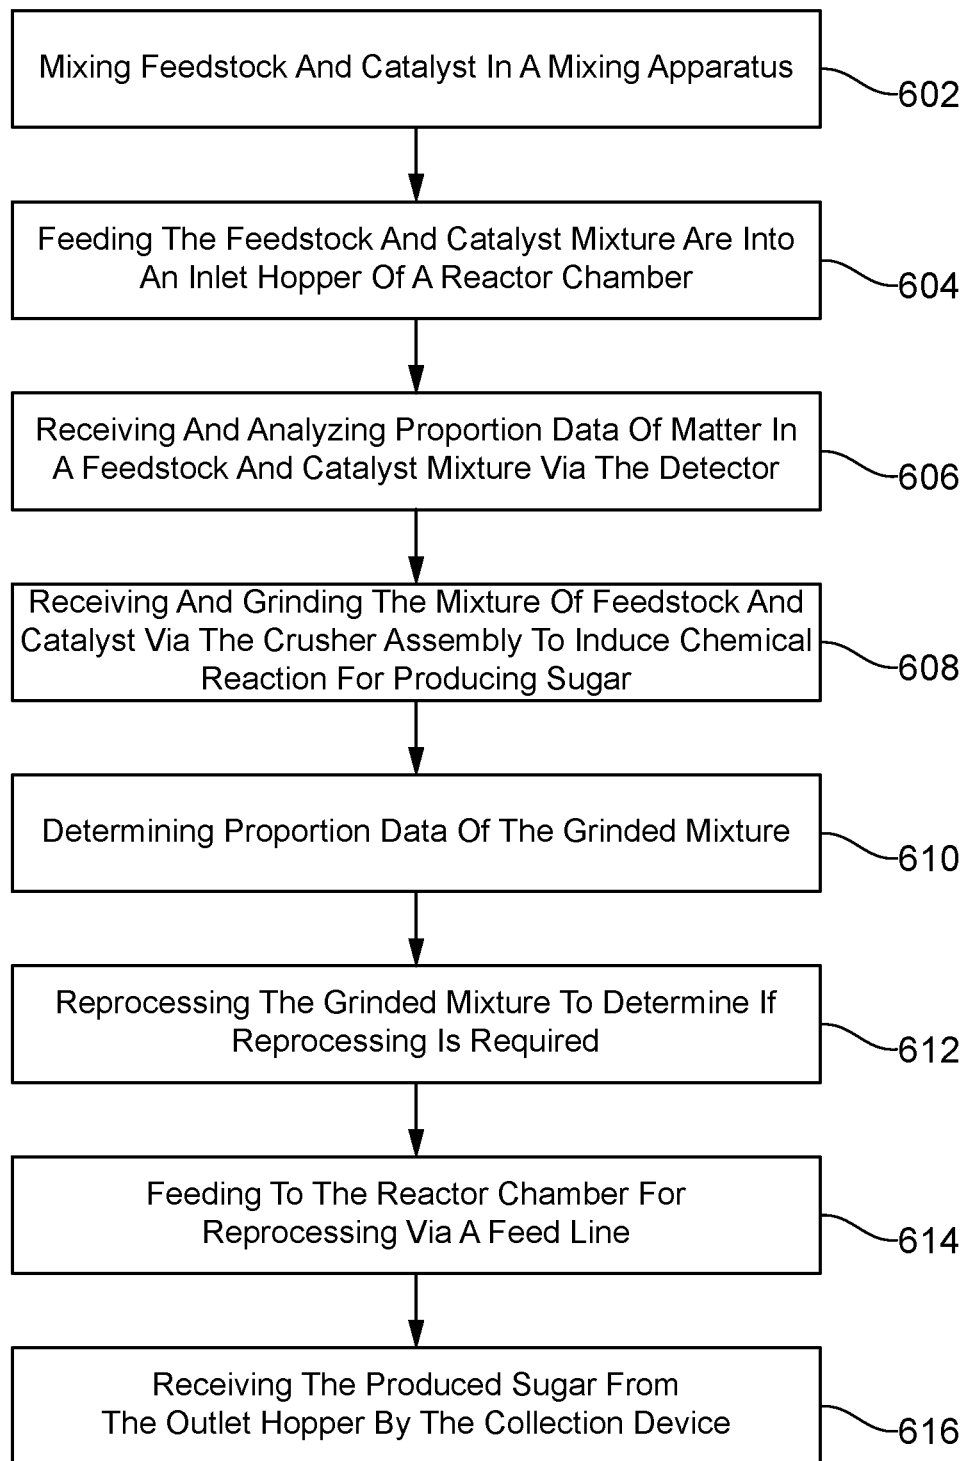 Mixing Feedstock And Catalyst In A Mixing Apparatus
602
Feeding The Feedstock And Catalyst Mixture Are Into
An Inlet Hopper Of A Reactor Chamber
604
Receiving And Analyzing Proportion Data Of Matter In
A Feedstock And Catalyst Mixture Via The Detector
606
Receiving And Grinding The Mixture Of Feedstock And
Catalyst Via The Crusher Assembly To Induce Chemical
Reaction For Producing Sugar
608
Determining Proportion Data Of The Grinded Mixture
610
Reprocessing The Grinded Mixture To Determine If
Reprocessing Is Required
612
Feeding To The Reactor Chamber For
Reprocessing Via A Feed Line
614
Receiving The Produced Sugar From
The Outlet Hopper By The Collection Device
616